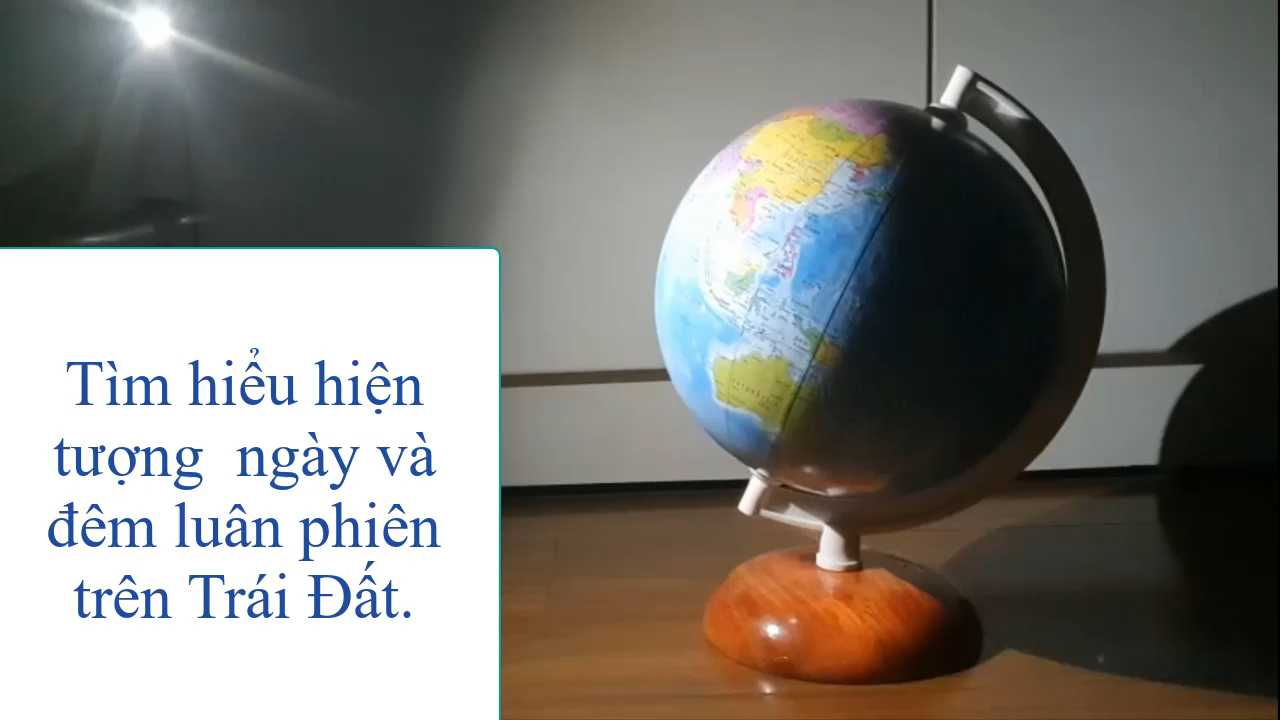 Tìm hiểu hiện
tượng  ngày và
đêm luân phiên
trên Trái Đất.